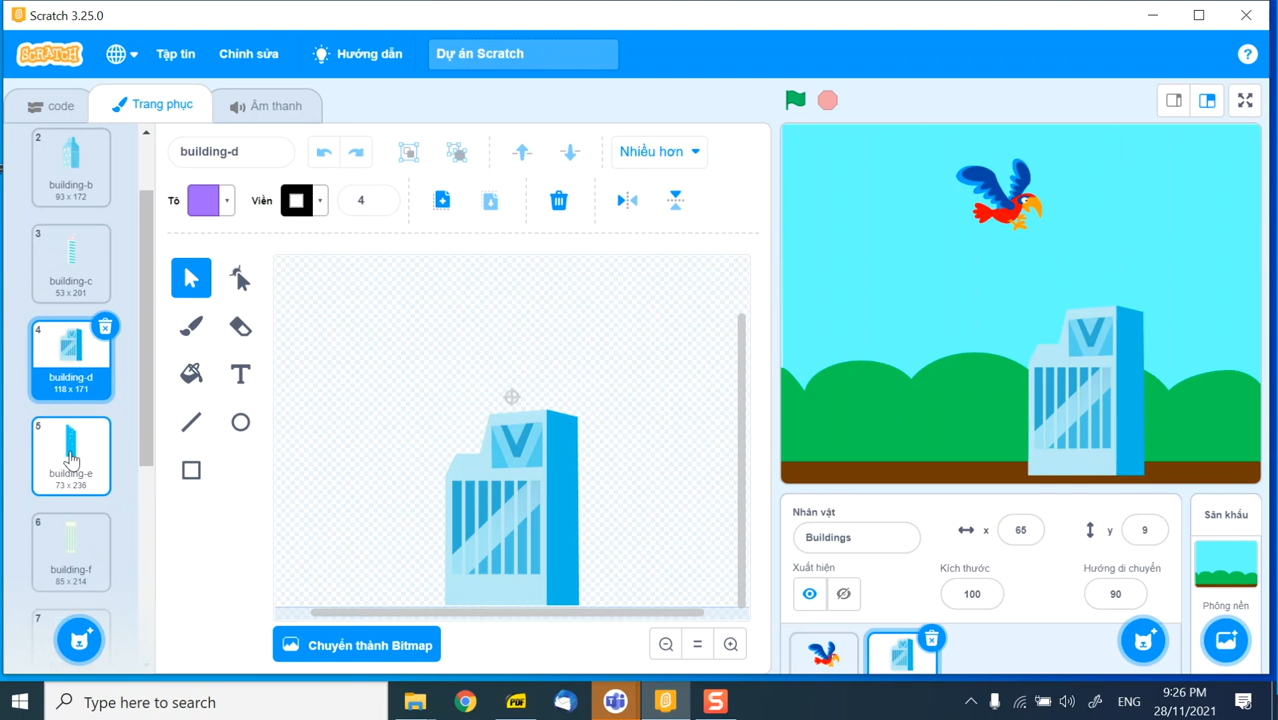 Scratch 3.25.0
SCRATCH
Tập tin
Chỉnh sửa
Hướng dẫn
Dự án Scratch
?
code
Trang phục
Âm thanh
2
building-b
93 x 172
3
building-c
53 x 201
4
building-d
118 x 171
5
building-e
73 x 236
6
building-f
85 x 214
7
building-d
Nhiều hơn
Tô
Viền
4
T
V
Chuyển thành Bitmap
V
Nhân vật
Buildings
x
65
y
9
Xuất hiện
Kích thước
100
Hướng di chuyển
90
Sân khấu
Phông nền
Type here to search
PDF
S
ENG
9:26 PM
28/11/2021